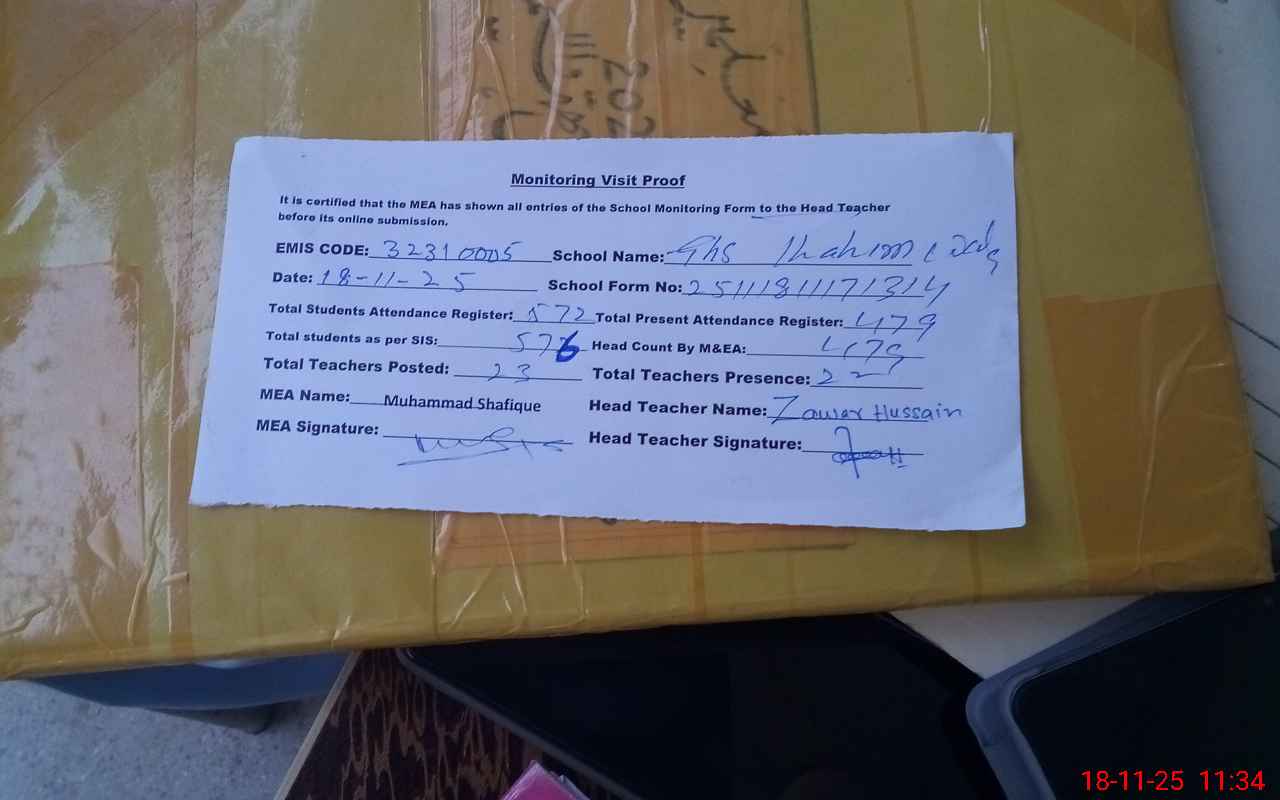 202
Monitoring Visit Proof
It is certified that the MEA has shown all entries of the School Monitoring Form to the Head Teacher
before its online submission.
EMIS CODE: 32310005 School Name: Ghs
Date: 18-11-25 School Form No: 25111811171314
Total Students Attendance Register: 572 Total Present Attendance Register: 479
Total students as per SIS: 576 Head Count By M&EA: 479
Total Teachers Posted: 23 Total Teachers Presence: 22
MEA Name: Muhammad Shafique Head Teacher Name: Zawar Hussain
MEA Signature: Head Teacher Signature:
18-11-25 11:34